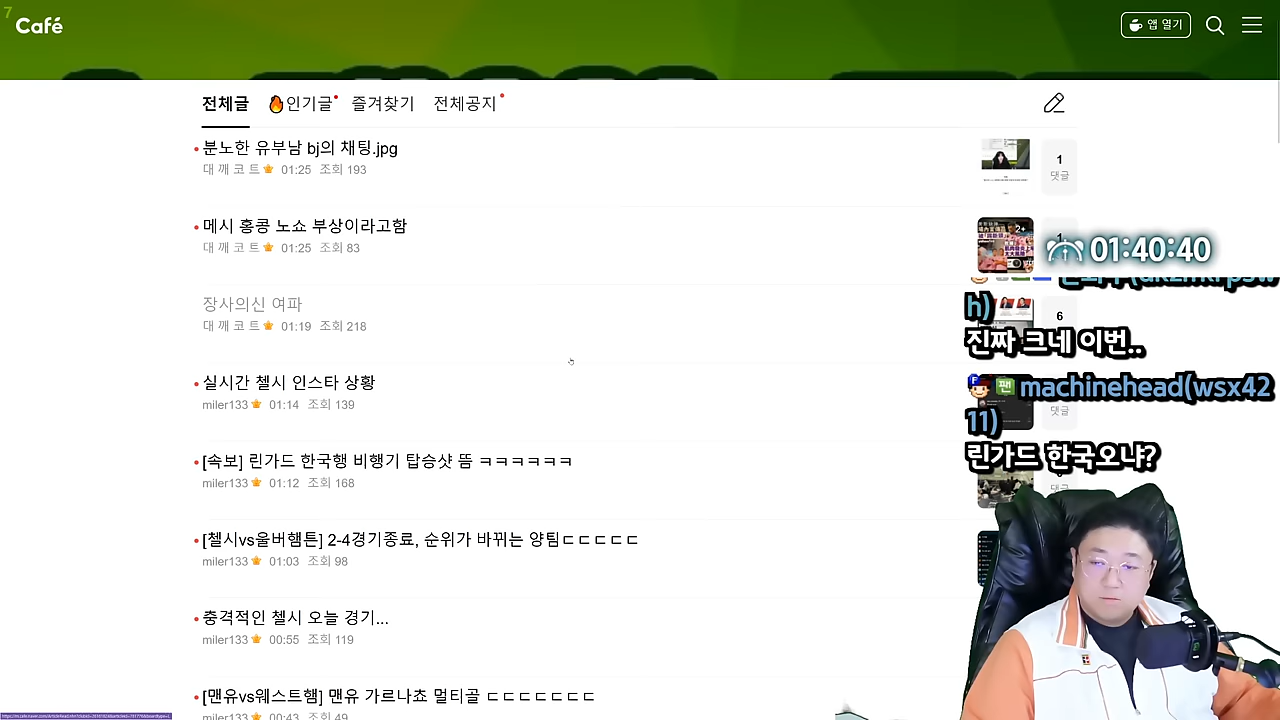 7
Café
앱 열기
전체글 인기글 즐겨찾기 전체공지
분노한 유부남 bj의 채팅.jpg
대 깨 코 트 01:25 조회 193
1
댓글
메시 홍콩 노쇼 부상이라고함
대 깨 코 트 01:25 조회 83
2+
1
01:40:40
장사의신 여파
대 깨 코 트 01:19 조회 218
6
h)
진짜 크네 이번..
실시간 첼시 인스타 상황
miler133 조회 139
댓글
팬 machinehead(wsx42
11)
린가드 한국오냐?
[속보] 린가드 한국헝 비행기 탑승샷 뜸 ㅋㅋㅋㅋㅋㅋ
miler133 01:12 조회 168
댓글
[첼시vs울버햄튼] 2-4경기종료, 순위가 바뀌는 양팀ㄷㄷㄷㄷㄷ
miler133 01:03 조회 98
충격적인 첼시 오늘 경기...
miler133 00:55 조회 119
[맨유vs웨스트햄] 맨유 가르나쵸 멀티골 ㄷㄷㄷㄷㄷㄷㄷ
miler133 00:43 조회 49